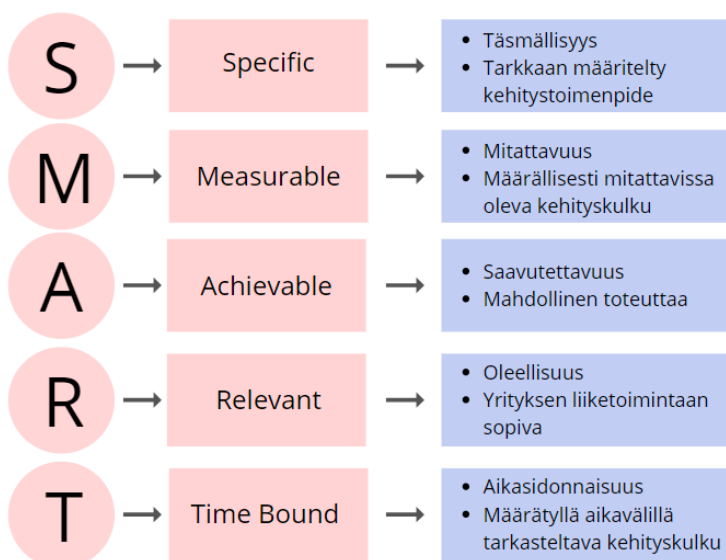 S
Specific
• Täsmällisyys
• Tarkkaan määritelty
kehitystoimenpide
M
Measurable
• Mitattavuus
• Määrällisesti mitattavissa
oleva kehityskulku
A
Achievable
• Saavutettavuus
• Mahdollinen toteuttaa
R
Relevant
• Oleellisuus
• Yrityksen liiketoimintaan
sopiva
T
Time Bound
• Aikasidonnaisuus
• Määrätyllä aikavälillä
tarkasteltava kehityskulku